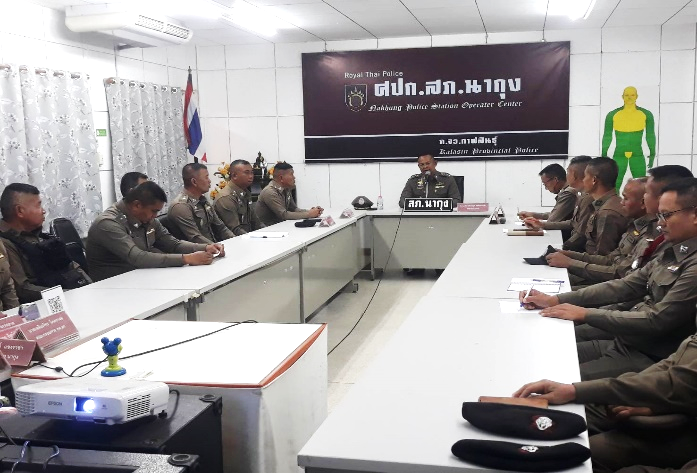 Royal Thai Police
ศปก.สภ.นากุง
Nakhung Police Station Operator Center
ภ.จว.กาฬสินธุ์
Kalasin Provincial Police
สภ.นากุง
EPSON